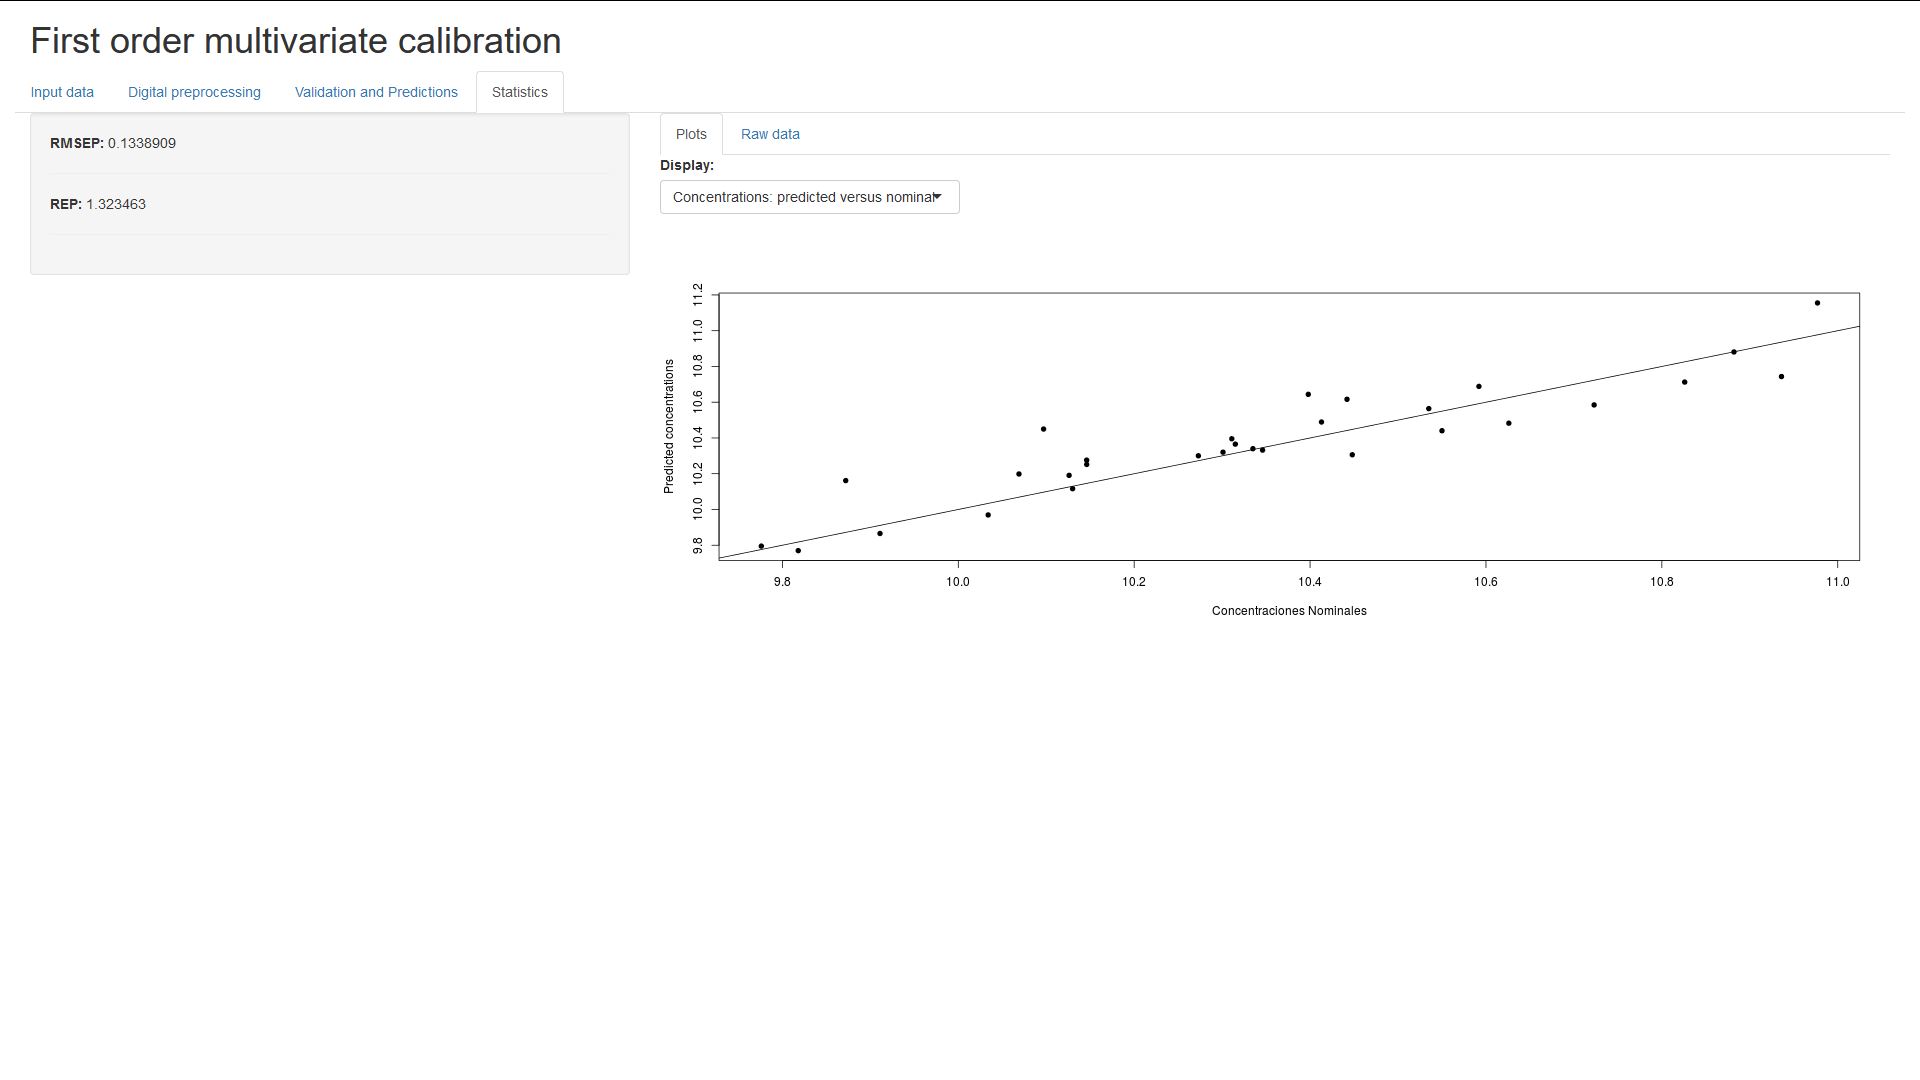 First order multivariate calibration
Input data Digital preprocessing Validation and Predictions Statistics
RMSEP: 0.1338909
REP: 1.323463
Plots Raw data
Display:
Concentrations: predicted versus nominal
Predicted concentrations
11.2
11.0
10.8
10.6
10.4
10.2
10.0
9.8
9.8 10.0 10.2 10.4 10.6 10.8 11.0
Concentraciones Nominales